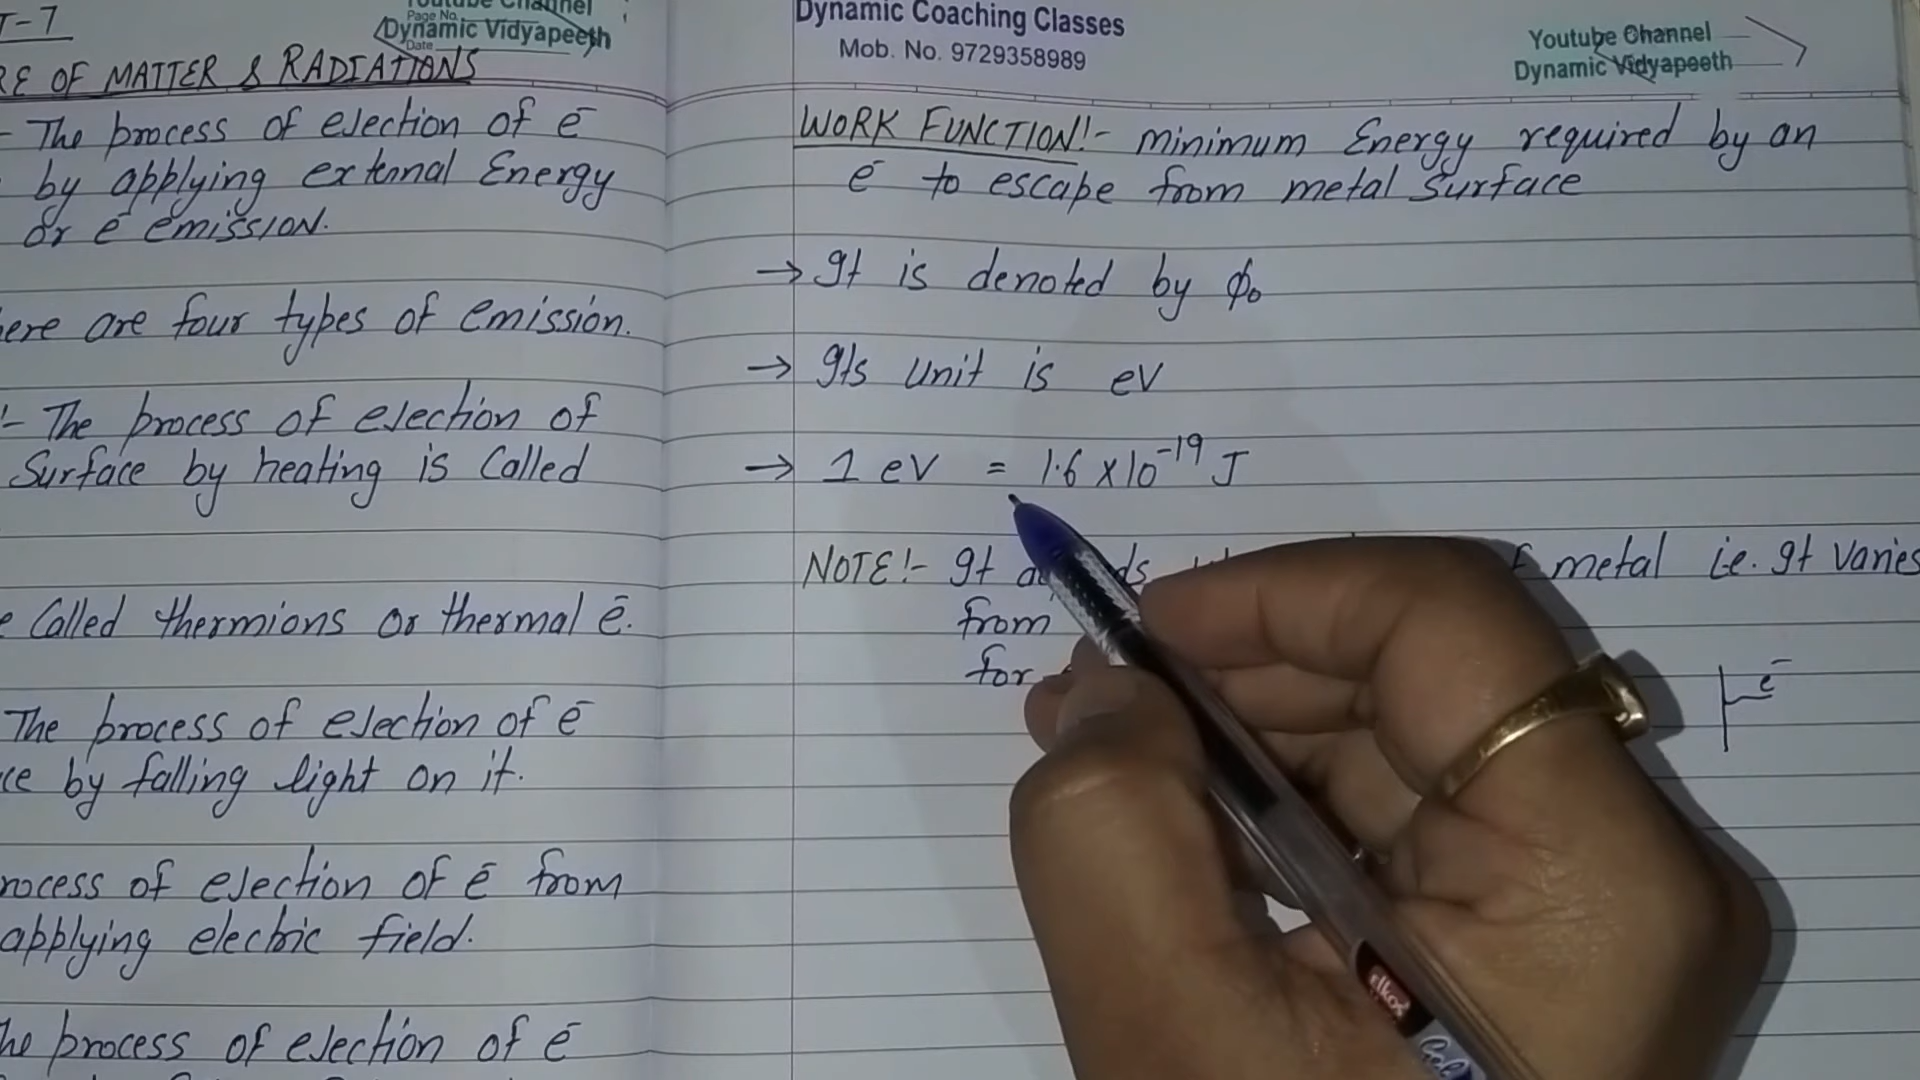 T-7
Youtube Channel
Page No.
Dynamic Vidyapeeth
Date
RE OF MATTER & RADIATIONS
- The process of ejection of ē
by applying external Energy
or ē emission.
ere are four types of emission.
!- The process of ejection of
Surface by heating is Called
Called thermions or thermal ē.
The process of ejection of ē
ce by falling light on it.
rocess of ejection of ē from
applying electric field.
he process of ejection of ē
Dynamic Coaching Classes
Mob. No. 9729358989
Youtube Channel
Dynamic Vidyapeeth
WORK FUNCTION!- minimum Energy required by an
ē to escape from metal surface
→ It is denoted by ϕ₀
→ Its unit is eV
→ 1 eV = 1.6 x 10⁻¹⁹ J
NOTE!- It metal i.e. It varies
from
for
ē
elkos
Gel